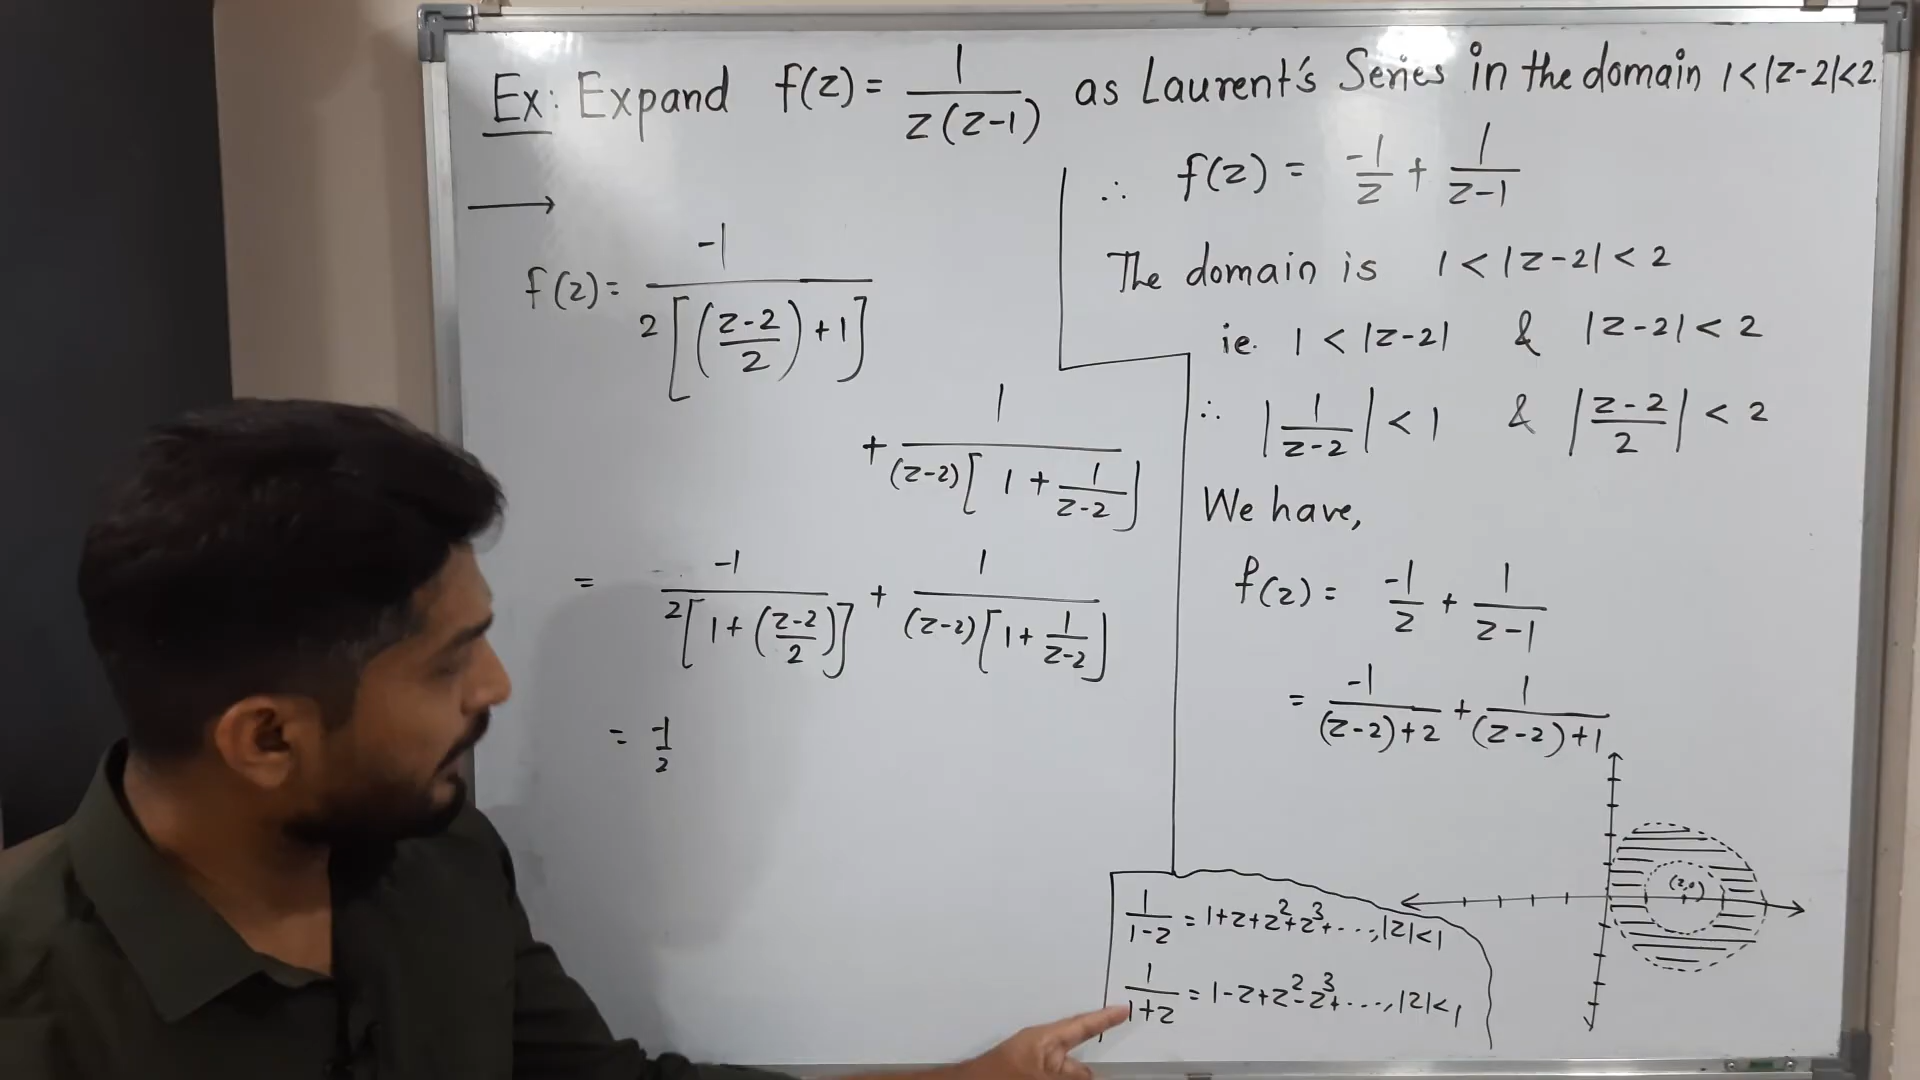 Ex: Expand f(z) = 1/z(z-1) as Laurent's Series in the domain 1<|z-2|<2.
f(z) = -1/2[((z-2)/2)+1]
+ 1/(z-2)[1 + 1/z-2]
= -1/2[1+((z-2)/2)] + 1/(z-2)[1+ 1/z-2]
= -1/2
∴ f(z) = -1/z + 1/z-1
The domain is 1 < |z-2| < 2
ie. 1 < |z-2| & |z-2| < 2
∴ |1/z-2| < 1 & |z-2/2| < 2
We have,
f(z) = -1/z + 1/z-1
= -1/(z-2)+2 + 1/(z-2)+1
(2,0)
1/1-z = 1+z+z²+z³+···, |z|<1
1/1+z = 1-z+z²-z³+···, |z|<1